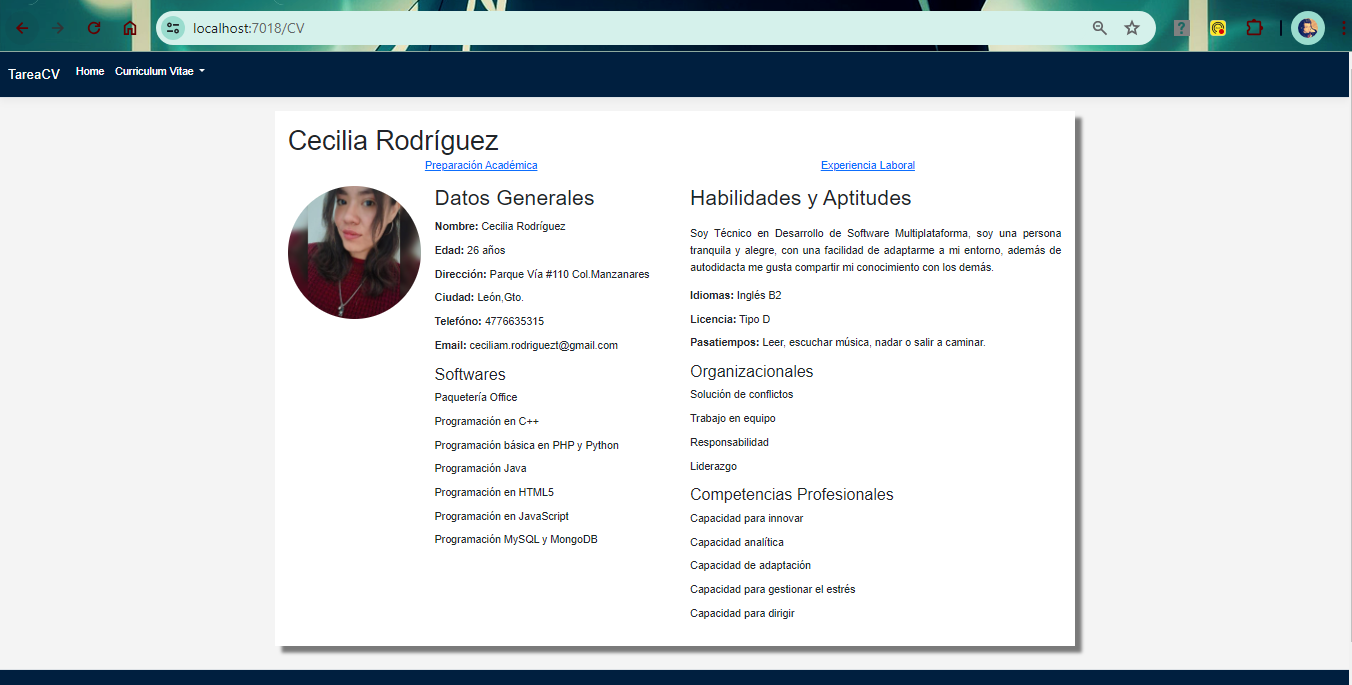 localhost:7018/CV
TareaCV Home Curriculum Vitae
Cecilia Rodríguez
Preparación Académica
Experiencia Laboral
Datos Generales
Nombre: Cecilia Rodríguez
Edad: 26 años
Dirección: Parque Vía #110 Col.Manzanares
Ciudad: León,Gto.
Telefóno: 4776635315
Email: ceciliam.rodriguezt@gmail.com
Softwares
Paquetería Office
Programación en C++
Programación básica en PHP y Python
Programación Java
Programación en HTML5
Programación en JavaScript
Programación MySQL y MongoDB
Habilidades y Aptitudes
Soy Técnico en Desarrollo de Software Multiplataforma, soy una persona
tranquila y alegre, con una facilidad de adaptarme a mi entorno, además de
autodidacta me gusta compartir mi conocimiento con los demás.
Idiomas: Inglés B2
Licencia: Tipo D
Pasatiempos: Leer, escuchar música, nadar o salir a caminar.
Organizacionales
Solución de conflictos
Trabajo en equipo
Responsabilidad
Liderazgo
Competencias Profesionales
Capacidad para innovar
Capacidad analítica
Capacidad de adaptación
Capacidad para gestionar el estrés
Capacidad para dirigir